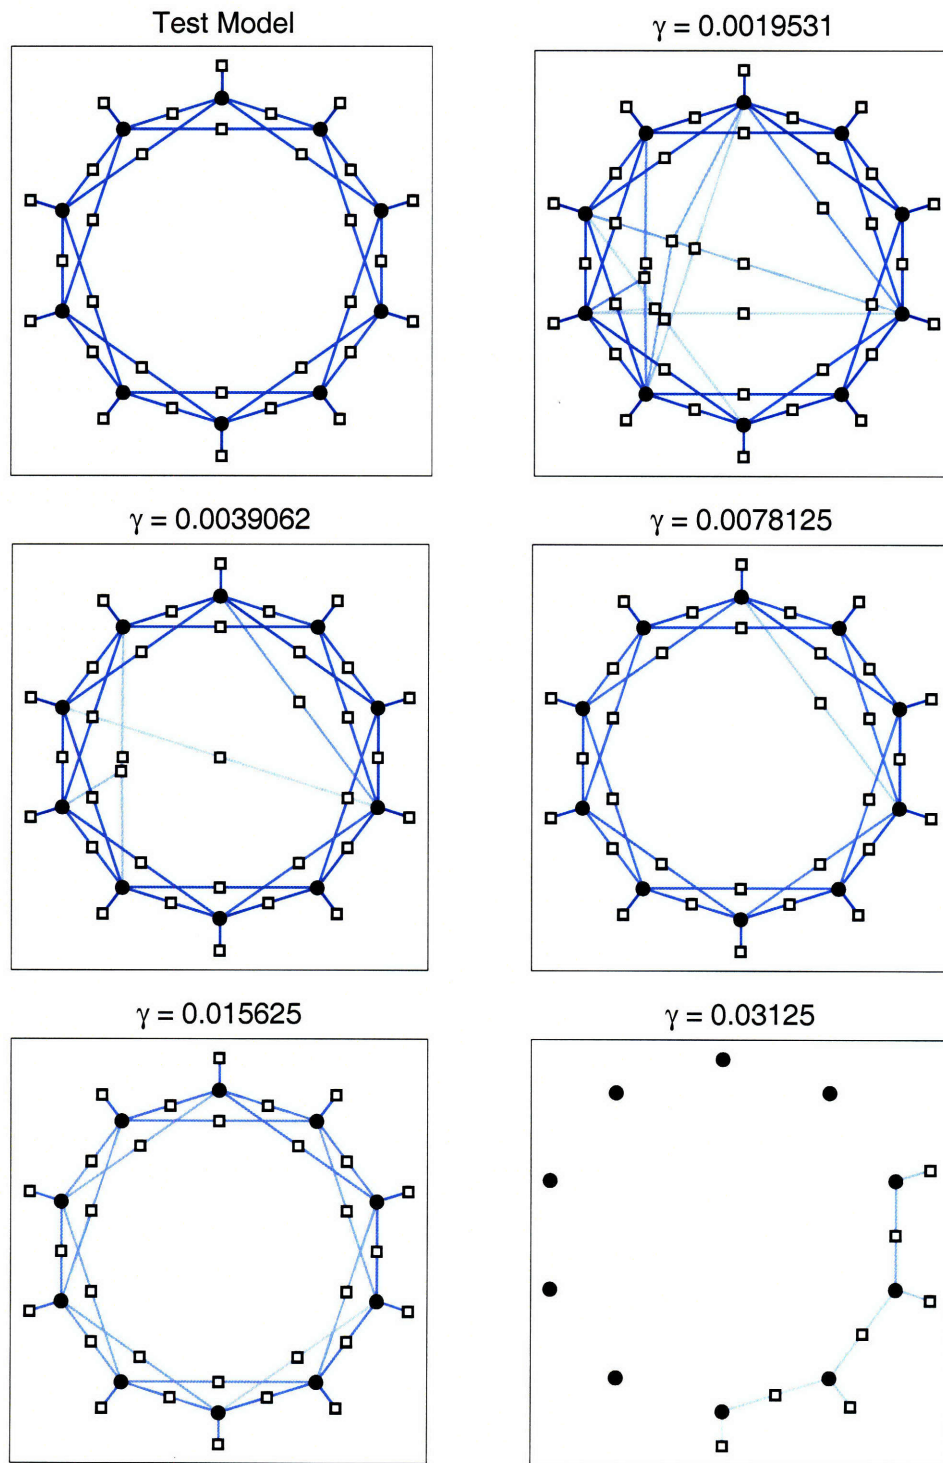 Test Model
γ = 0.0019531
γ = 0.0039062
γ = 0.0078125
γ = 0.015625
γ = 0.03125